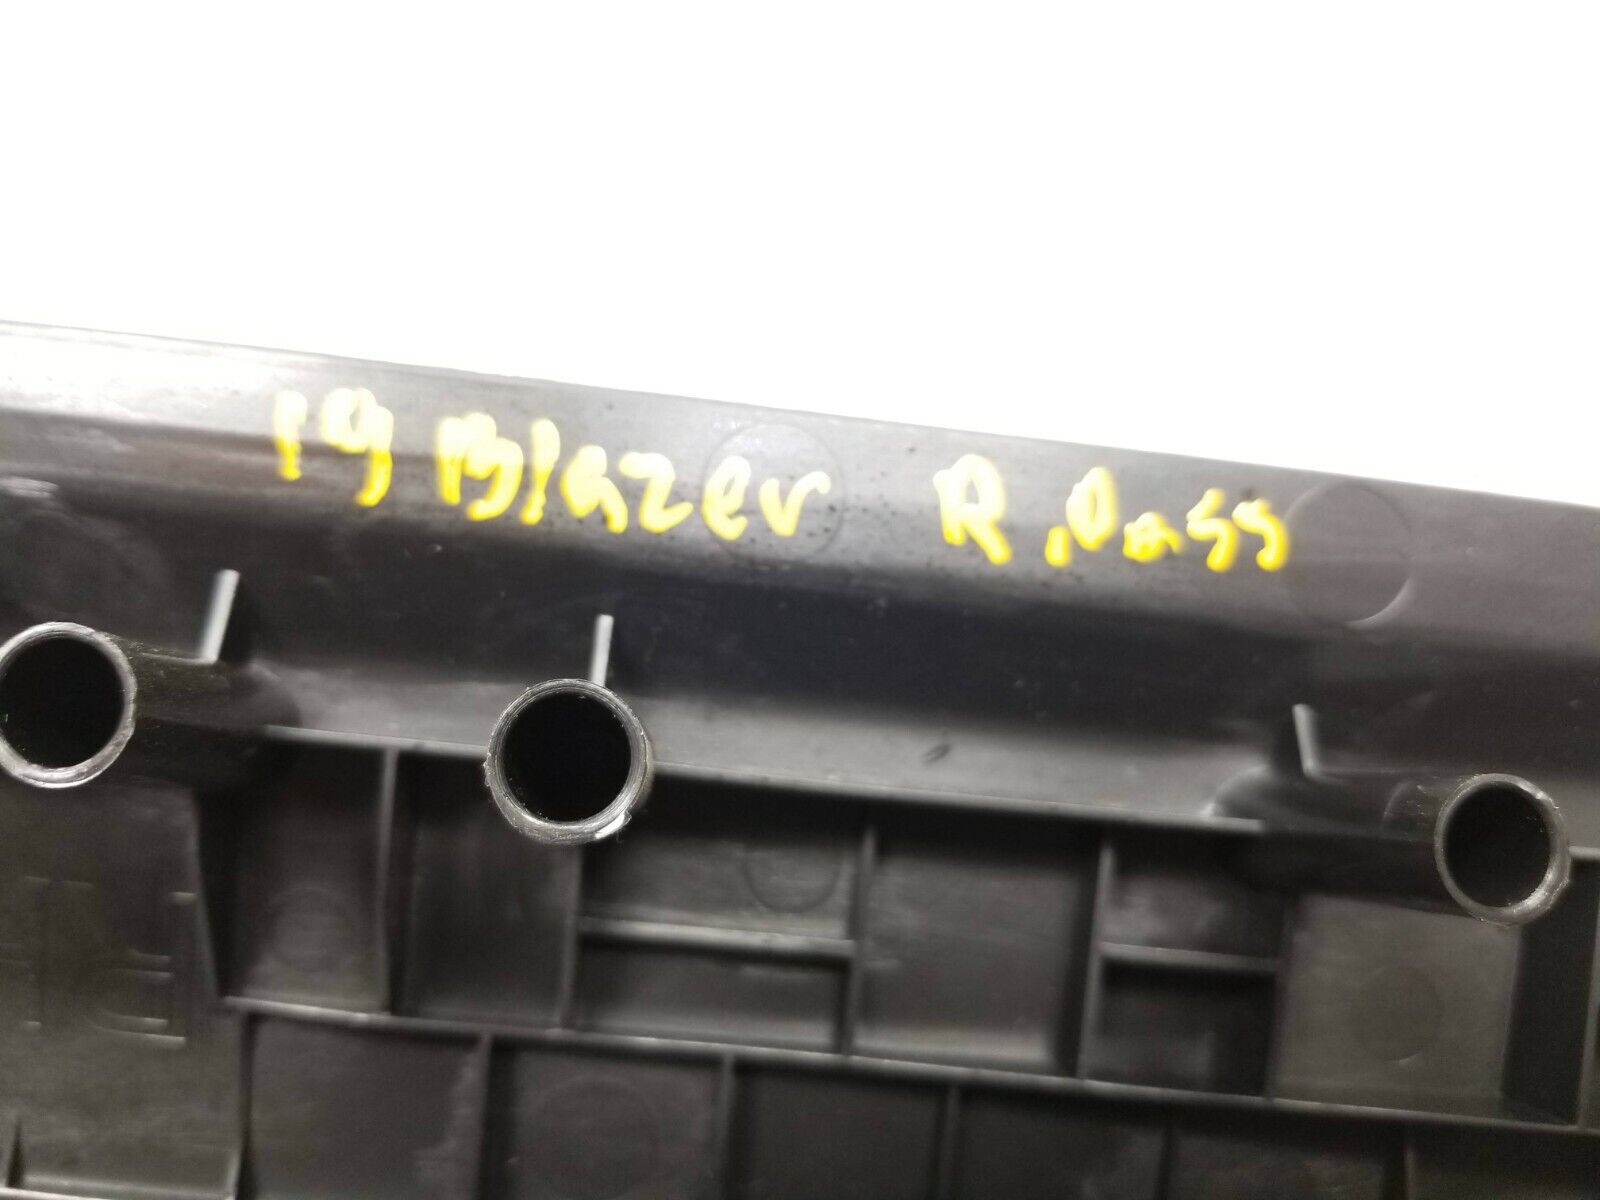 19 Blazer R. Pass